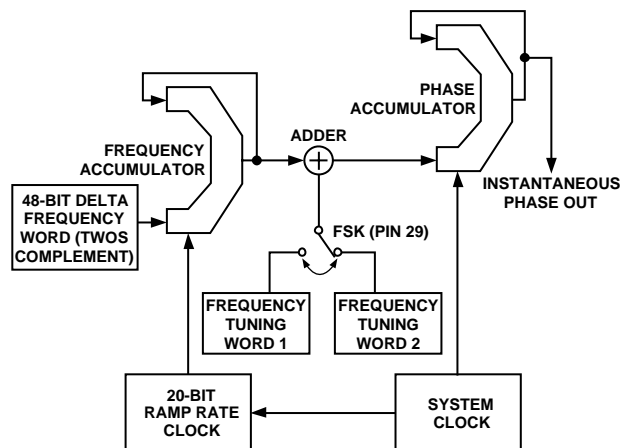 PHASE
ACCUMULATOR
ADDER
FREQUENCY
ACCUMULATOR
INSTANTANEOUS
PHASE OUT
48-BIT DELTA
FREQUENCY
WORD (TWOS
COMPLEMENT)
FSK (PIN 29)
FREQUENCY
TUNING
WORD 1
FREQUENCY
TUNING
WORD 2
20-BIT
RAMP RATE
CLOCK
SYSTEM
CLOCK